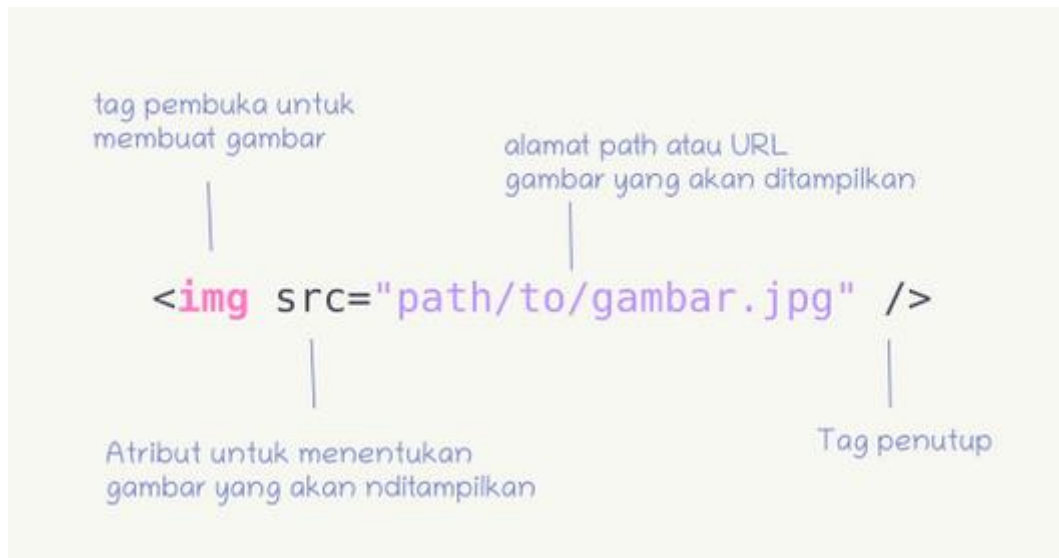 tag pembuka untuk
membuat gambar
alamat path atau URL
gambar yang akan ditampilkan
<img src="path/to/gambar.jpg" />
Atribut untuk menentukan
gambar yang akan nditampilkan
Tag penutup